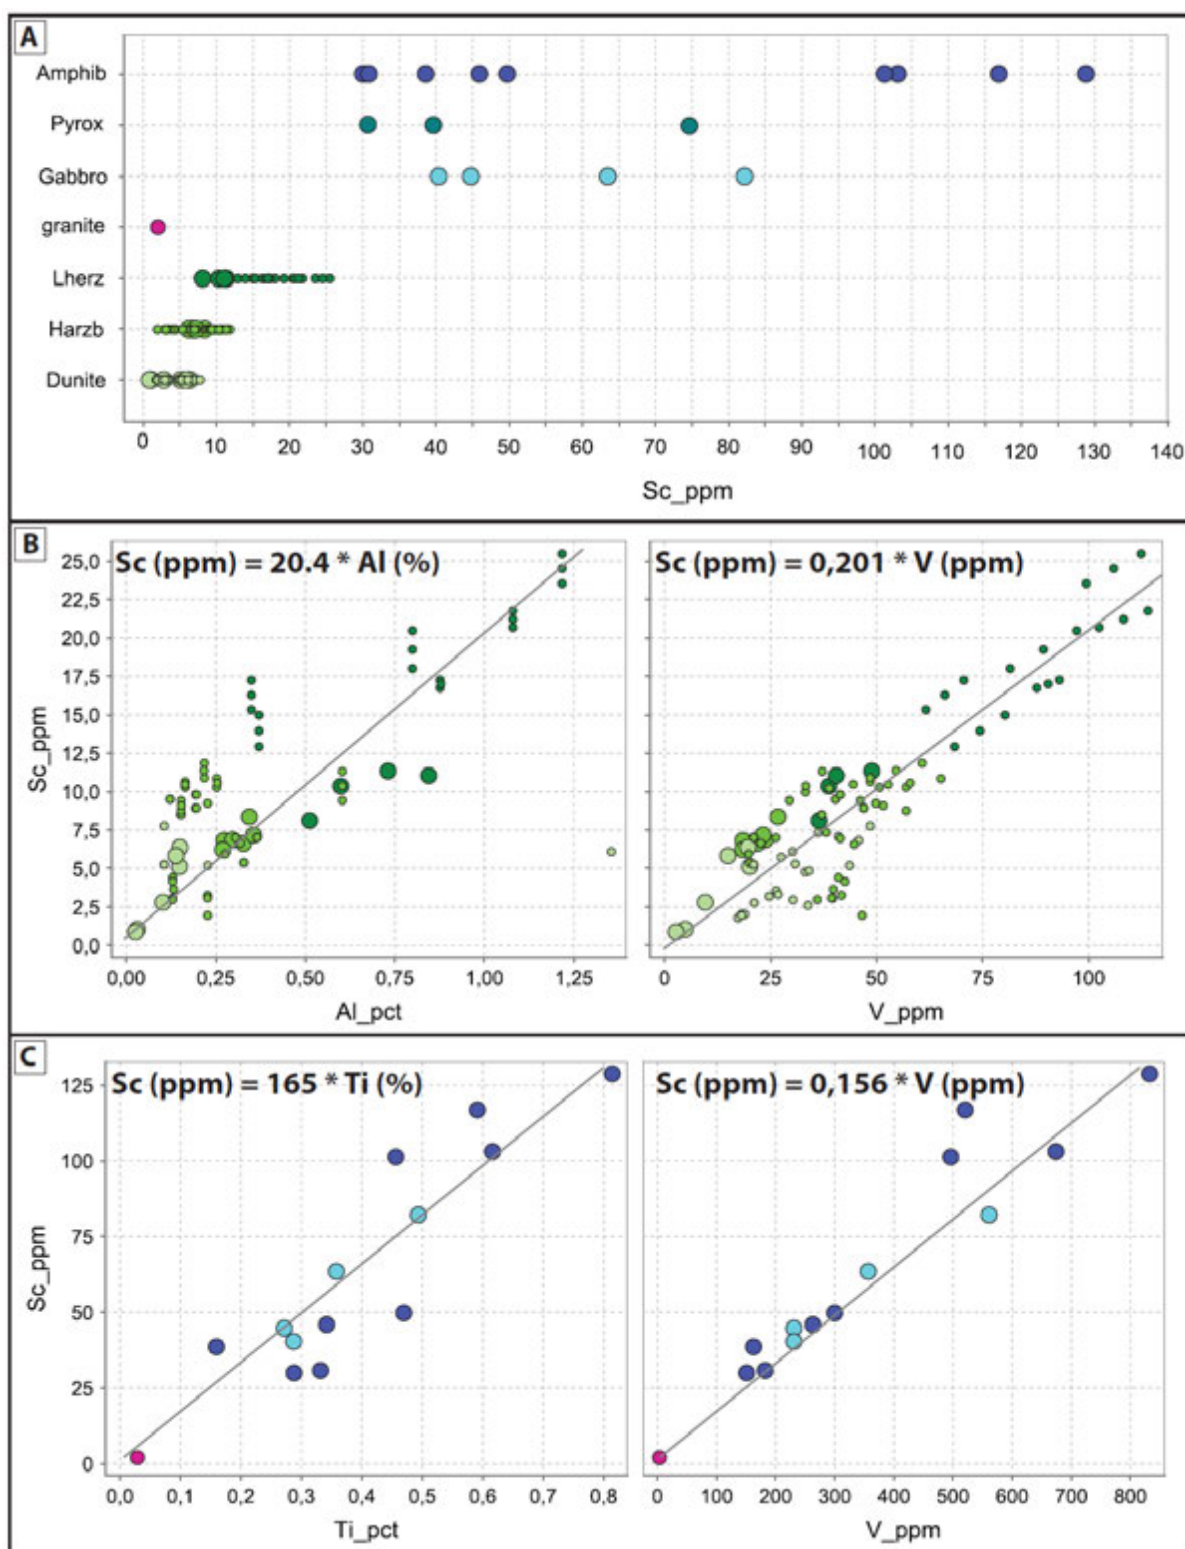 A
Amphib
Pyrox
Gabbro
granite
Lherz
Harzb
Dunite
0 10 20 30 40 50 60 70 80 90 100 110 120 130 140
Sc_ppm
B
Sc (ppm) = 20.4 * Al (%)
Sc (ppm) = 0,201 * V (ppm)
25,0
22,5
20,0
17,5
15,0
12,5
10,0
7,5
5,0
2,5
0,0
Sc_ppm
0,00 0,25 0,50 0,75 1,00 1,25
0 25 50 75 100
Al_pct
V_ppm
C
Sc (ppm) = 165 * Ti (%)
Sc (ppm) = 0,156 * V (ppm)
125
100
75
50
25
0
Sc_ppm
0,0 0,1 0,2 0,3 0,4 0,5 0,6 0,7 0,8
0 100 200 300 400 500 600 700 800
Ti_pct
V_ppm